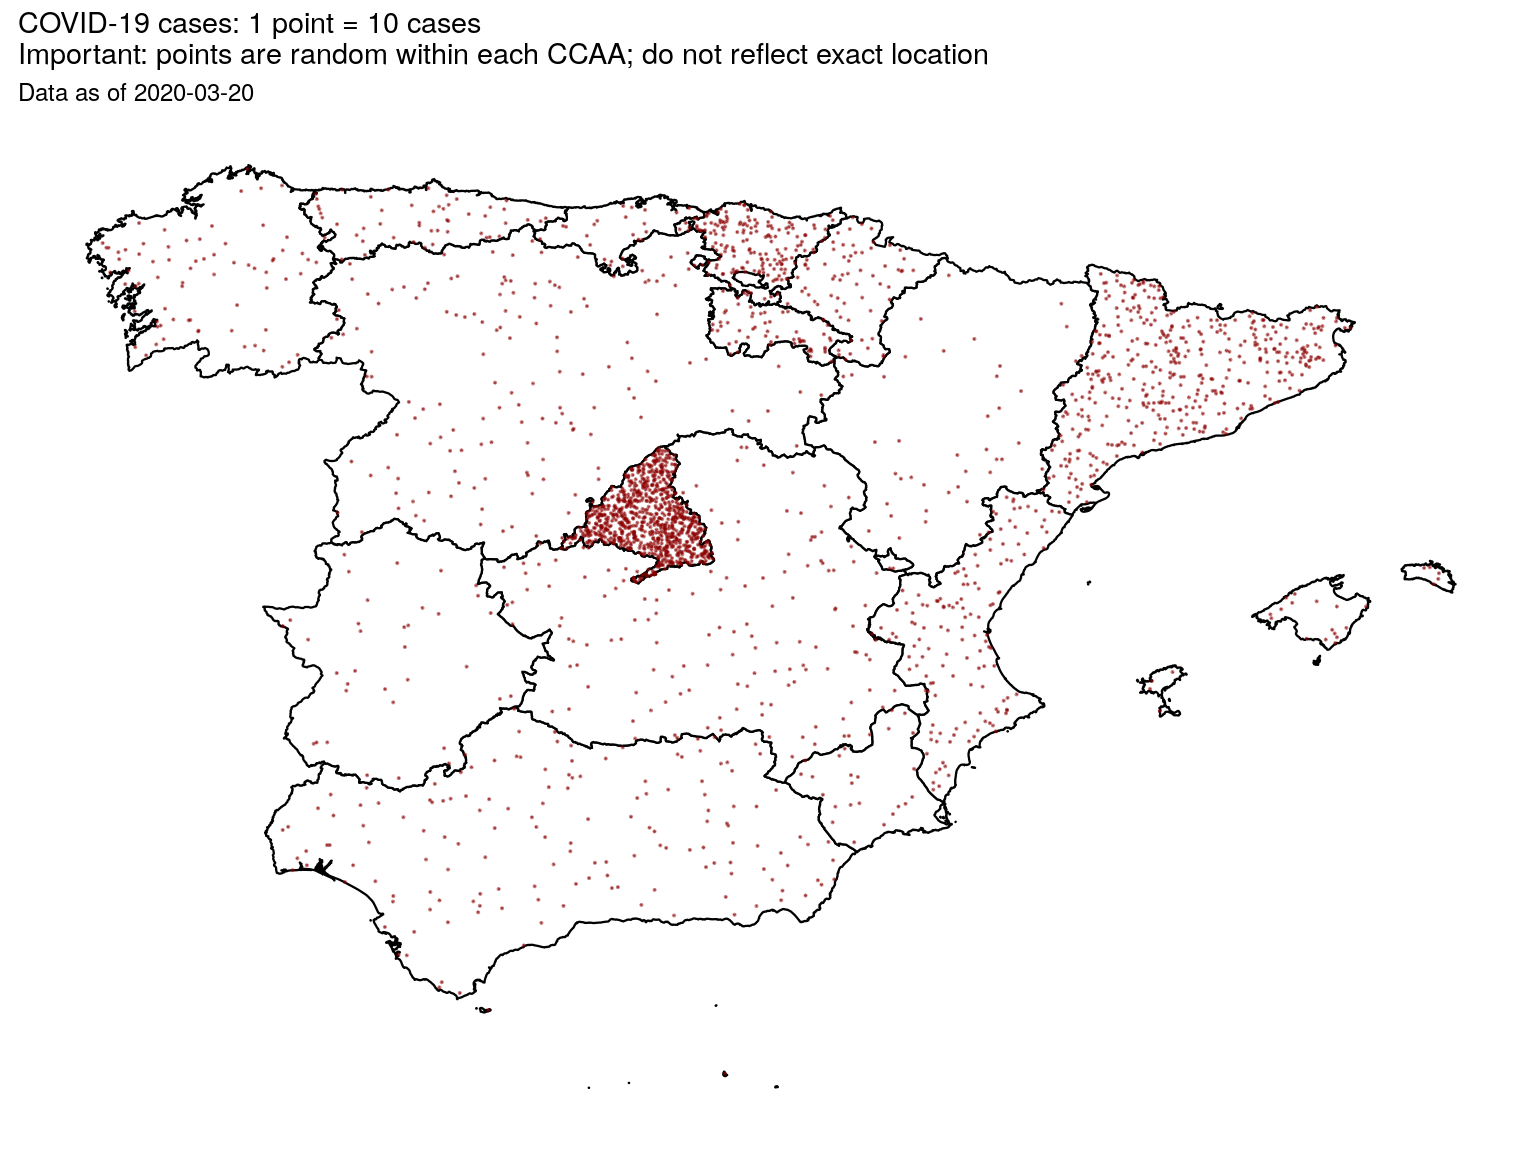 COVID-19 cases: 1 point = 10 cases
Important: points are random within each CCAA; do not reflect exact location
Data as of 2020-03-20